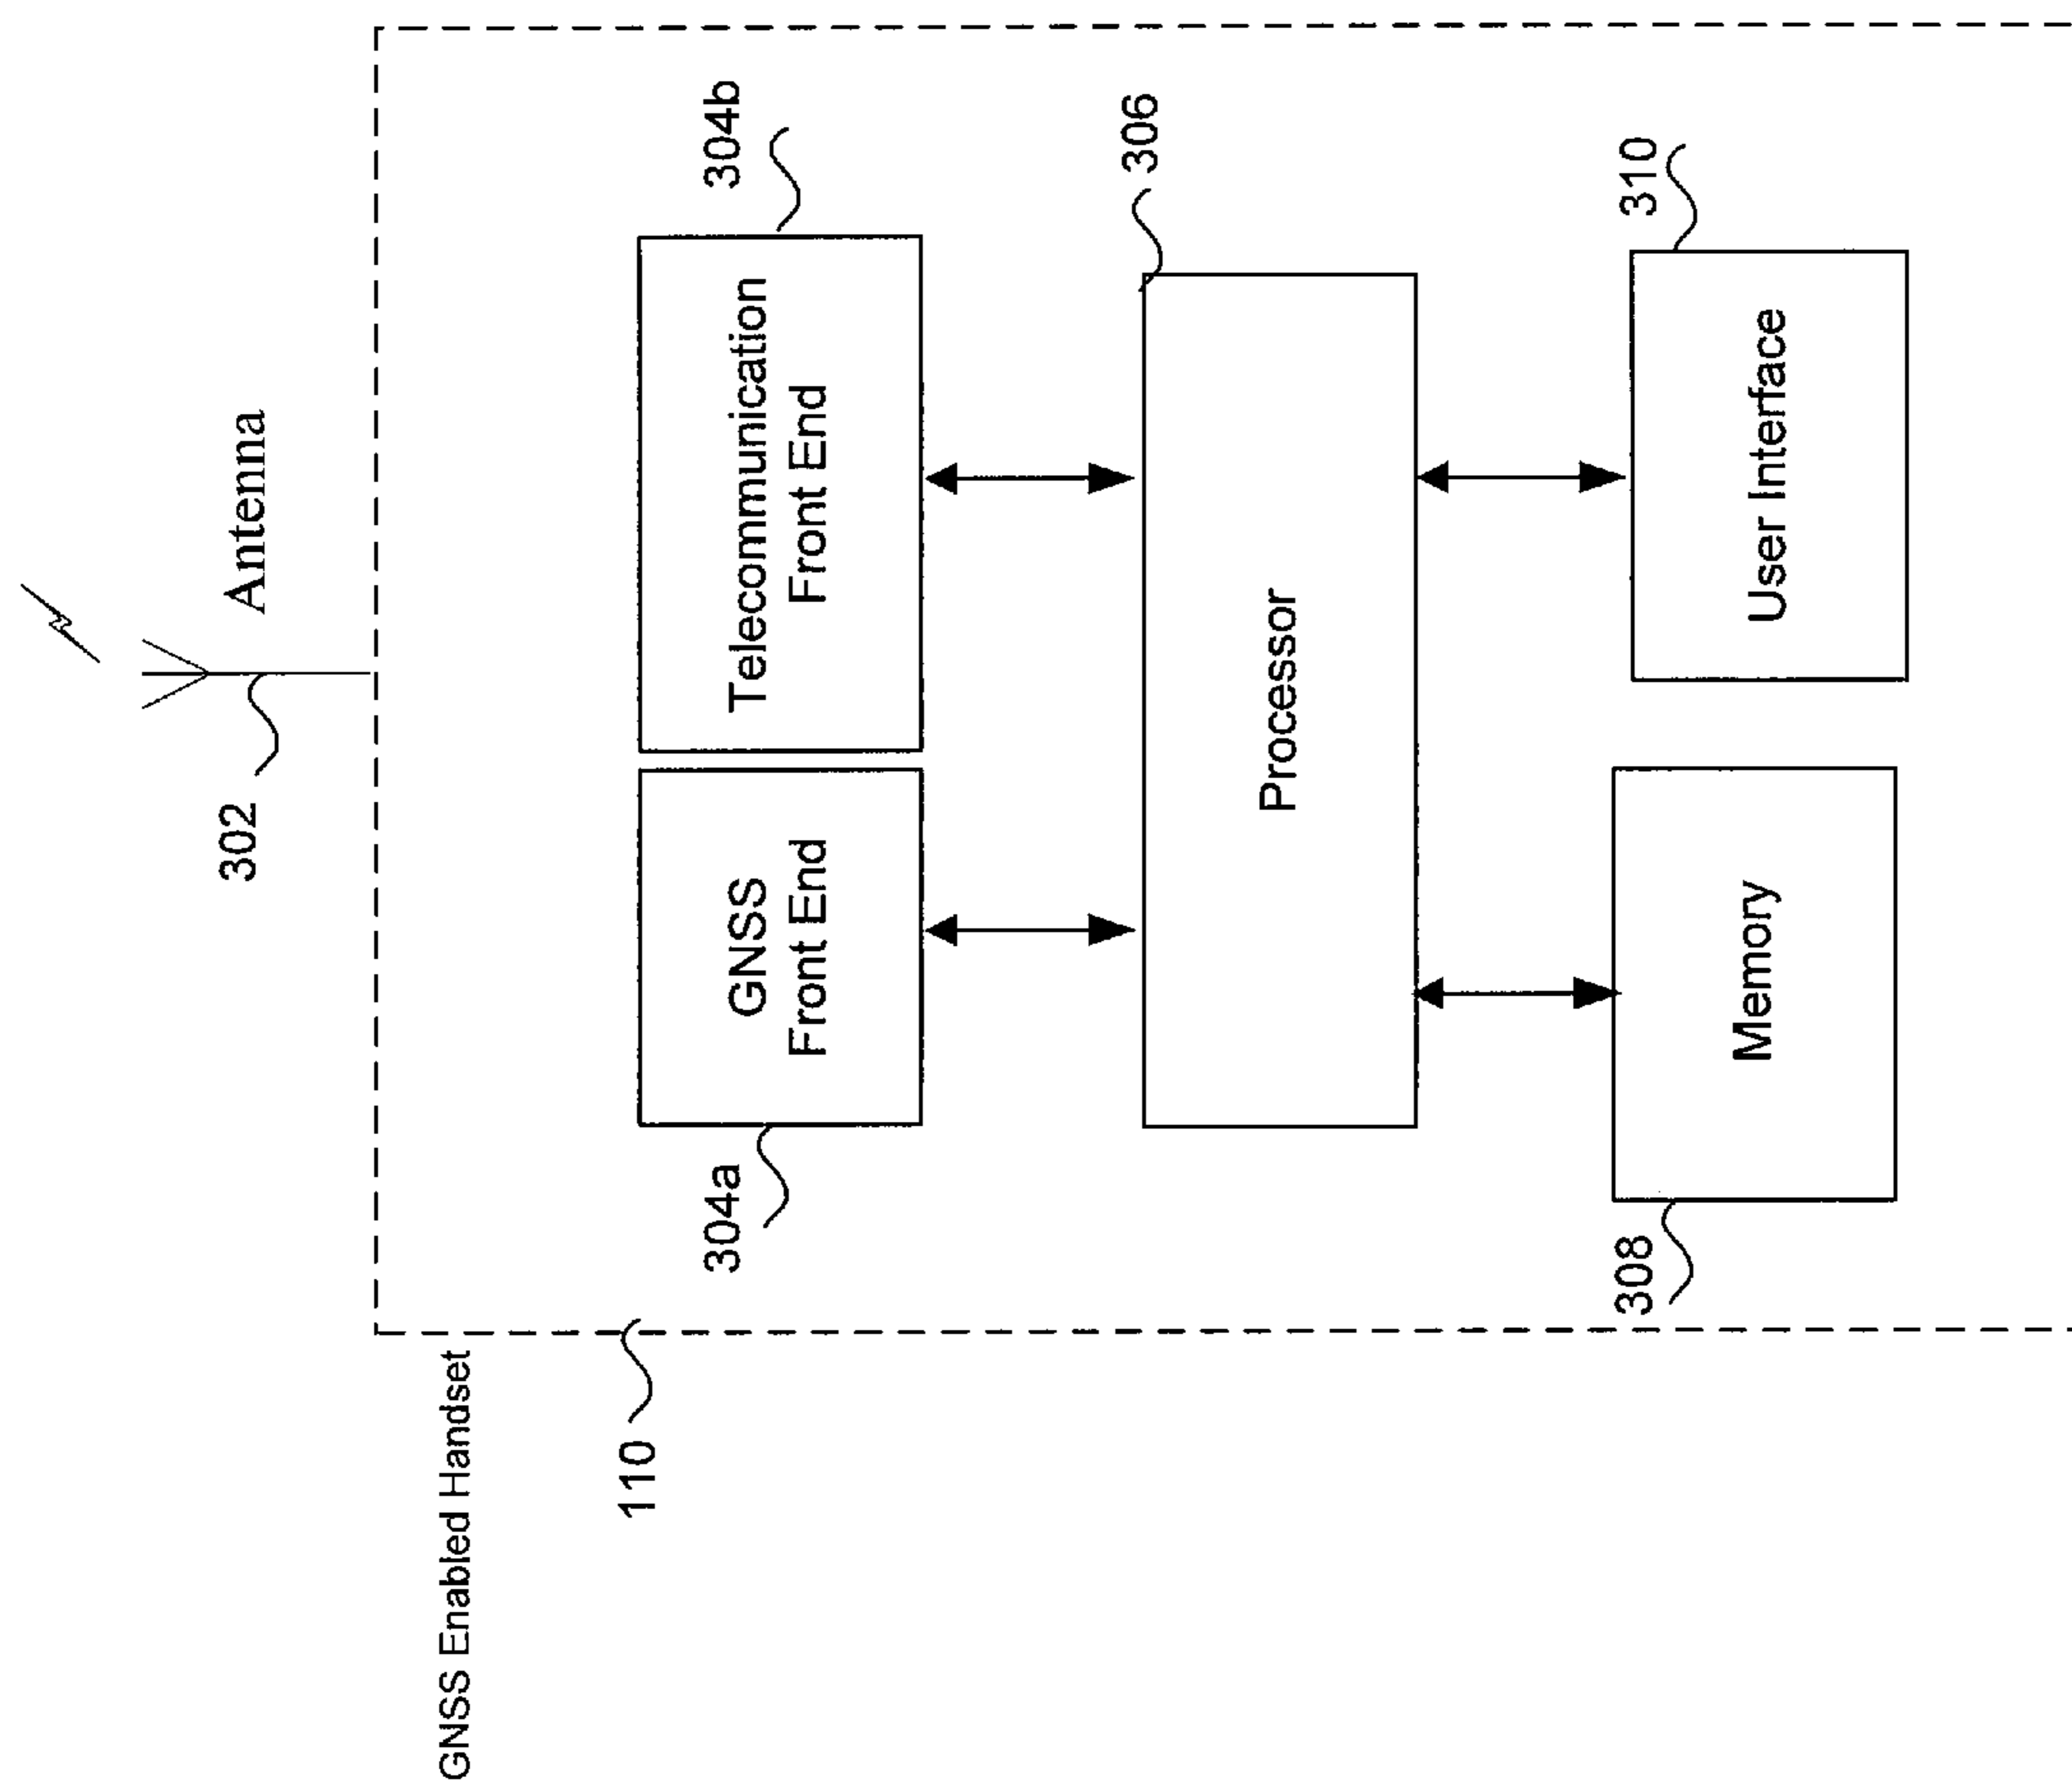 Antenna
302
GNSS Enabled Handset
110
304a
GNSS
Front End
Telecommunication
Front End
304b
Processor
306
308
Memory
User Interface
310